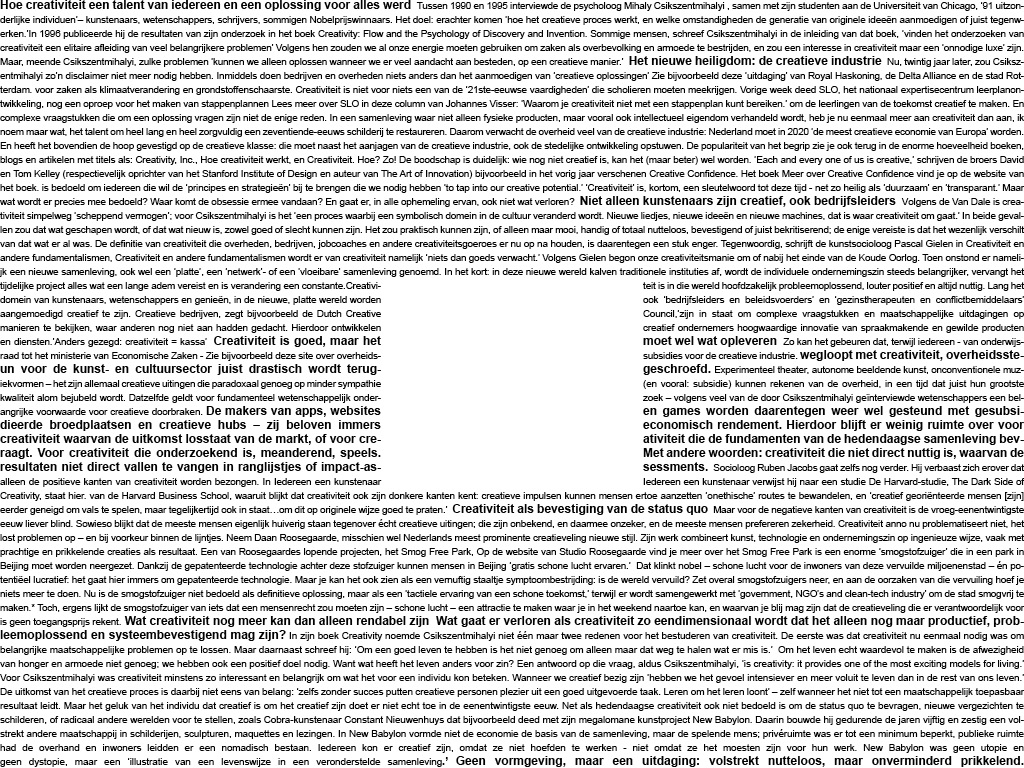 Hoe creativiteit een talent van iedereen en een oplossing voor alles werd Tussen 1990 en 1995 interviewde de psycholoog Mihaly Csikszentmihalyi , samen met zijn studenten aan de Universiteit van Chicago, '91 uitzon-
derlijke individuen'– kunstenaars, wetenschappers, schrijvers, sommigen Nobelprijswinnaars. Het doel: erachter komen 'hoe het creatieve proces werkt, en welke omstandigheden de generatie van originele ideeën aanmoedigen of juist tegenw-
erken.'In 1996 publiceerde hij de resultaten van zijn onderzoek in het boek Creativity: Flow and the Psychology of Discovery and Invention. Sommige mensen, schreef Csikszentmihalyi in de inleiding van dat boek, 'vinden het onderzoeken van
creativiteit een elitaire afleiding van veel belangrijkere problemen' Volgens hen zouden we al onze energie moeten gebruiken om zaken als overbevolking en armoede te bestrijden, en zou een interesse in creativiteit maar een 'onnodige luxe' zijn.
Maar, meende Csikszentmihalyi, zulke problemen 'kunnen we alleen oplossen wanneer we er veel aandacht aan besteden, op een creatieve manier.' Het nieuwe heiligdom: de creatieve industrie Nu, twintig jaar later, zou Csiksz-
entmihalyi zo'n disclaimer niet meer nodig hebben. Inmiddels doen bedrijven en overheden niets anders dan het aanmoedigen van 'creatieve oplossingen' Zie bijvoorbeeld deze 'uitdaging' van Royal Haskoning, de Delta Alliance en de stad Rot-
terdam. voor zaken als klimaatverandering en grondstoffenschaarste. Creativiteit is niet voor niets een van de '21ste-eeuwse vaardigheden' die scholieren moeten meekrijgen. Vorige week deed SLO, het nationaal expertisecentrum leerplanon-
twikkeling, nog een oproep voor het maken van stappenplannen Lees meer over SLO in deze column van Johannes Visser: 'Waarom je creativiteit niet met een stappenplan kunt bereiken.' om de leerlingen van de toekomst creatief te maken. En
complexe vraagstukken die om een oplossing vragen zijn niet de enige reden. In een samenleving waar niet alleen fysieke producten, maar vooral ook intellectueel eigendom verhandeld wordt, heb je nu eenmaal meer aan creativiteit dan aan, ik
noem maar wat, het talent om heel lang en heel zorgvuldig een zeventiende-eeuws schilderij te restaureren. Daarom verwacht de overheid veel van de creatieve industrie: Nederland moet in 2020 'de meest creatieve economie van Europa' worden.
En heeft het bovendien de hoop gevestigd op de creatieve klasse: die moet naast het aanjagen van de creatieve industrie, ook de stedelijke ontwikkeling opstuwen. De populariteit van het begrip zie je ook terug in de enorme hoeveelheid boeken,
blogs en artikelen met titels als: Creativity, Inc., Hoe creativiteit werkt, en Creativiteit. Hoe? Zo! De boodschap is duidelijk: wie nog niet creatief is, kan het (maar beter) wel worden. 'Each and every one of us is creative,' schrijven de broers David
en Tom Kelley (respectievelijk oprichter van het Stanford Institute of Design en auteur van The Art of Innovation) bijvoorbeeld in het vorig jaar verschenen Creative Confidence. Het boek Meer over Creative Confidence vind je op de website van
het boek. is bedoeld om iedereen die wil de 'principes en strategieën' bij te brengen die we nodig hebben 'to tap into our creative potential.' 'Creativiteit' is, kortom, een sleutelwoord tot deze tijd - net zo heilig als 'duurzaam' en 'transparant.' Maar
wat wordt er precies mee bedoeld? Waar komt de obsessie ermee vandaan? En gaat er, in alle ophemeling ervan, ook niet wat verloren? Niet alleen kunstenaars zijn creatief, ook bedrijfsleiders Volgens de Van Dale is crea-
tiviteit simpelweg 'scheppend vermogen'; voor Csikszentmihalyi is het 'een proces waarbij een symbolisch domein in de cultuur veranderd wordt. Nieuwe liedjes, nieuwe ideeën en nieuwe machines, dat is waar creativiteit om gaat.' In beide geval-
len zou dat wat geschapen wordt, of dat wat nieuw is, zowel goed of slecht kunnen zijn. Het zou praktisch kunnen zijn, of alleen maar mooi, handig of totaal nutteloos, bevestigend of juist bekritiserend; de enige vereiste is dat het wezenlijk verschilt
van dat wat er al was. De definitie van creativiteit die overheden, bedrijven, jobcoaches en andere creativiteitsgoeroes er nu op na houden, is daarentegen een stuk enger. Tegenwoordig, schrijft de kunstsocioloog Pascal Gielen in Creativiteit en
andere fundamentalismen, Creativiteit en andere fundamentalismen wordt er van creativiteit namelijk 'niets dan goeds verwacht.' Volgens Gielen begon onze creativiteitsmanie om of nabij het einde van de Koude Oorlog. Toen onstond er nameli-
jk een nieuwe samenleving, ook wel een 'platte', een 'netwerk'- of een 'vloeibare' samenleving genoemd. In het kort: in deze nieuwe wereld kalven traditionele instituties af, wordt de individuele ondernemingszin steeds belangrijker, vervangt het
tijdelijke project alles wat een lange adem vereist en is verandering een constante.Creativi-
teit is in die wereld hoofdzakelijk probleemoplossend, louter positief en altijd nuttig. Lang het
domein van kunstenaars, wetenschappers en genieën, in de nieuwe, platte wereld worden
ook 'bedrijfsleiders en beleidsvoerders' en 'gezinstherapeuten en conflictbemiddelaars'
aangemoedigd creatief te zijn. Creatieve bedrijven, zegt bijvoorbeeld de Dutch Creative
Council,'zijn in staat om complexe vraagstukken en maatschappelijke uitdagingen op
manieren te bekijken, waar anderen nog niet aan hadden gedacht. Hierdoor ontwikkelen
creatief ondernemers hoogwaardige innovatie van spraakmakende en gewilde producten
en diensten.'Anders gezegd: creativiteit = kassa' Creativiteit is goed, maar het
moet wel wat opleveren Zo kan het gebeuren dat, terwijl iedereen - van onderwijs-
raad tot het ministerie van Economische Zaken - Zie bijvoorbeeld deze site over overheids-
subsidies voor de creatieve industrie. wegloopt met creativiteit, overheidsste-
un voor de kunst- en cultuursector juist drastisch wordt terug-
geschroefd. Experimenteel theater, autonome beeldende kunst, onconventionele muz-
iekvormen – het zijn allemaal creatieve uitingen die paradoxaal genoeg op minder sympathie
(en vooral: subsidie) kunnen rekenen van de overheid, in een tijd dat juist hun grootste
kwaliteit alom bejubeld wordt. Datzelfde geldt voor fundamenteel wetenschappelijk onder-
zoek – volgens veel van de door Csikszentmihalyi geïnterviewde wetenschappers een bel-
angrijke voorwaarde voor creatieve doorbraken. De makers van apps, websites
en games worden daarentegen weer wel gesteund met gesubsi-
dieerde broedplaatsen en creatieve hubs – zij beloven immers
economisch rendement. Hierdoor blijft er weinig ruimte over voor
creativiteit waarvan de uitkomst losstaat van de markt, of voor cre-
ativiteit die de fundamenten van de hedendaagse samenleving bev-
raagt. Voor creativiteit die onderzoekend is, meanderend, speels.
Met andere woorden: creativiteit die niet direct nuttig is, waarvan de
resultaten niet direct vallen te vangen in ranglijstjes of impact-as-
sessments. Socioloog Ruben Jacobs gaat zelfs nog verder. Hij verbaast zich erover dat
alleen de positieve kanten van creativiteit worden bezongen. In Iedereen een kunstenaar
Iedereen een kunstenaar verwijst hij naar een studie De Harvard-studie, The Dark Side of
Creativity, staat hier. van de Harvard Business School, waaruit blijkt dat creativiteit ook zijn donkere kanten kent: creatieve impulsen kunnen mensen ertoe aanzetten 'onethische' routes te bewandelen, en 'creatief georiënteerde mensen [zijn]
eerder geneigd om vals te spelen, maar tegelijkertijd ook in staat…om dit op originele wijze goed te praten.' Creativiteit als bevestiging van de status quo Maar voor de negatieve kanten van creativiteit is de vroeg-eenentwintigste
eeuw liever blind. Sowieso blijkt dat de meeste mensen eigenlijk huiverig staan tegenover écht creatieve uitingen; die zijn onbekend, en daarmee onzeker, en de meeste mensen prefereren zekerheid. Creativiteit anno nu problematiseert niet, het
lost problemen op – en bij voorkeur binnen de lijntjes. Neem Daan Roosegaarde, misschien wel Nederlands meest prominente creatieveling nieuwe stijl. Zijn werk combineert kunst, technologie en ondernemingszin op ingenieuze wijze, vaak met
prachtige en prikkelende creaties als resultaat. Een van Roosegaardes lopende projecten, het Smog Free Park, Op de website van Studio Roosegaarde vind je meer over het Smog Free Park is een enorme 'smogstofzuiger' die in een park in
Beijing moet worden neergezet. Dankzij de gepatenteerde technologie achter deze stofzuiger kunnen mensen in Beijing 'gratis schone lucht ervaren.' Dat klinkt nobel – schone lucht voor de inwoners van deze vervuilde miljoenenstad – én po-
tentiëel lucratief: het gaat hier immers om gepatenteerde technologie. Maar je kan het ook zien als een vernuftig staaltje symptoombestrijding: is de wereld vervuild? Zet overal smogstofzuigers neer, en aan de oorzaken van die vervuiling hoef je
niets meer te doen. Nu is de smogstofzuiger niet bedoeld als definitieve oplossing, maar als een 'tactiele ervaring van een schone toekomst,' terwijl er wordt samengewerkt met 'government, NGO's and clean-tech industry' om de stad smogvrij te
maken.* Toch, ergens lijkt de smogstofzuiger van iets dat een mensenrecht zou moeten zijn – schone lucht – een attractie te maken waar je in het weekend naartoe kan, en waarvan je blij mag zijn dat de creatieveling die er verantwoordelijk voor
is geen toegangsprijs rekent. Wat creativiteit nog meer kan dan alleen rendabel zijn Wat gaat er verloren als creativiteit zo eendimensionaal wordt dat het alleen nog maar productief, prob-
leemoplossend en systeembevestigend mag zijn? In zijn boek Creativity noemde Csikszentmihalyi niet één maar twee redenen voor het bestuderen van creativiteit. De eerste was dat creativiteit nu eenmaal nodig was om
belangrijke maatschappelijke problemen op te lossen. Maar daarnaast schreef hij: 'Om een goed leven te hebben is het niet genoeg om alleen maar dat weg te halen wat er mis is.' Om het leven echt waardevol te maken is de afwezigheid
van honger en armoede niet genoeg; we hebben ook een positief doel nodig. Want wat heeft het leven anders voor zin? Een antwoord op die vraag, aldus Csikszentmihalyi, 'is creativity: it provides one of the most exciting models for living.'
Voor Csikszentmihalyi was creativiteit minstens zo interessant en belangrijk om wat het voor een individu kon beteken. Wanneer we creatief bezig zijn 'hebben we het gevoel intensiever en meer voluit te leven dan in de rest van ons leven.'
De uitkomst van het creatieve proces is daarbij niet eens van belang: 'zelfs zonder succes putten creatieve personen plezier uit een goed uitgevoerde taak. Leren om het leren loont' – zelf wanneer het niet tot een maatschappelijk toepasbaar
resultaat leidt. Maar het geluk van het individu dat creatief is om het creatief zijn doet er niet echt toe in de eenentwintigste eeuw. Net als hedendaagse creativiteit ook niet bedoeld is om de status quo te bevragen, nieuwe vergezichten te
schilderen, of radicaal andere werelden voor te stellen, zoals Cobra-kunstenaar Constant Nieuwenhuys dat bijvoorbeeld deed met zijn megalomane kunstproject New Babylon. Daarin bouwde hij gedurende de jaren vijftig en zestig een vol-
strekt andere maatschappij in schilderijen, sculpturen, maquettes en lezingen. In New Babylon vormde niet de economie de basis van de samenleving, maar de spelende mens; privéruimte was er tot een minimum beperkt, publieke ruimte
had de overhand en inwoners leidden er een nomadisch bestaan. Iedereen kon er creatief zijn, omdat ze niet hoefden te werken - niet omdat ze het moesten zijn voor hun werk. New Babylon was geen utopie en
geen dystopie, maar een 'illustratie van een levenswijze in een veronderstelde samenleving.' Geen vormgeving, maar een uitdaging: volstrekt nutteloos, maar onverminderd prikkelend.